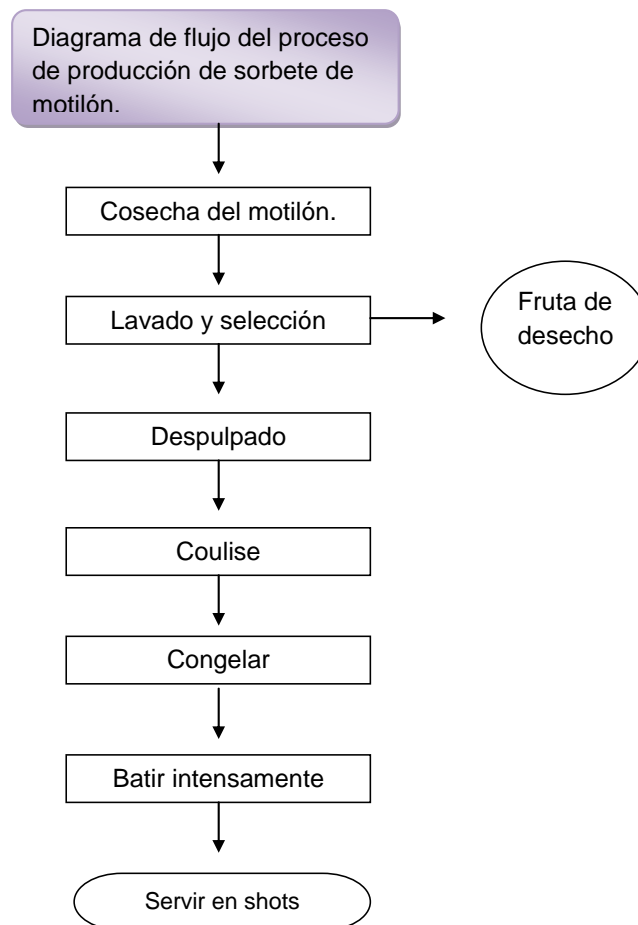 Diagrama de flujo del proceso
de producción de sorbete de
motilón.
Cosecha del motilón.
Lavado y selección
Fruta de
desecho
Despulpado
Coulise
Congelar
Batir intensamente
Servir en shots